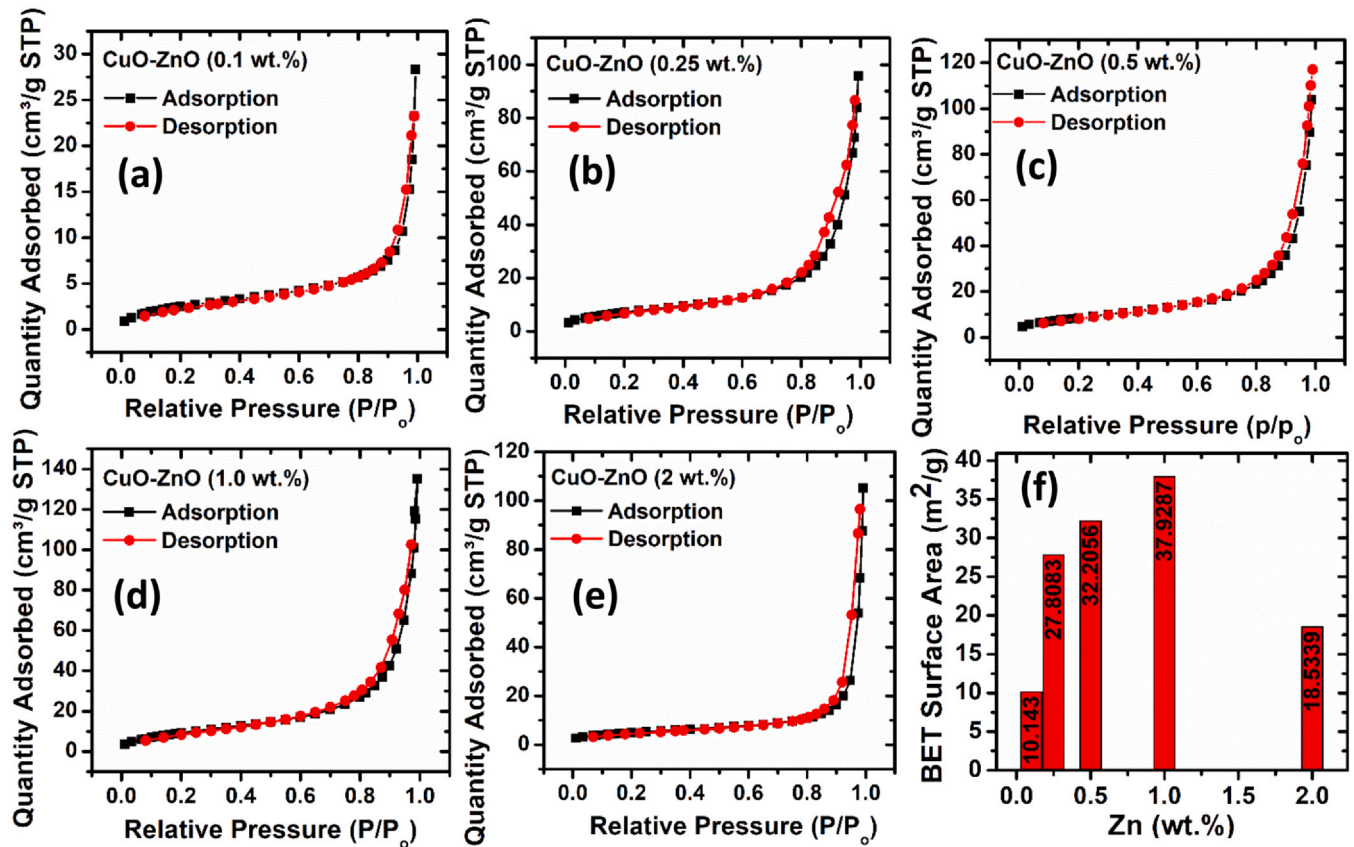 CuO-ZnO (0.1 wt.%)
Adsorption
Desorption
(a)
Quantity Adsorbed (cm³/g STP)
30
25
20
15
10
5
0
0.0 0.2 0.4 0.6 0.8 1.0
Relative Pressure (P/Po)
CuO-ZnO (0.25 wt.%)
Adsorption
Desorption
(b)
Quantity Adsorbed (cm³/g STP)
100
80
60
40
20
0
0.0 0.2 0.4 0.6 0.8 1.0
Relative Pressure (P/Po)
CuO-ZnO (0.5 wt.%)
Adsorption
Desorption
(c)
Quantity Adsorbed (cm³/g STP)
120
100
80
60
40
20
0
0.0 0.2 0.4 0.6 0.8 1.0
Relative Pressure (p/po)
CuO-ZnO (1.0 wt.%)
Adsorption
Desorption
(d)
Quantity Adsorbed (cm³/g STP)
140
120
100
80
60
40
20
0
0.0 0.2 0.4 0.6 0.8 1.0
Relative Pressure (P/Po)
CuO-ZnO (2 wt.%)
Adsorption
Desorption
(e)
Quantity Adsorbed (cm³/g STP)
120
100
80
60
40
20
0
0.0 0.2 0.4 0.6 0.8 1.0
Relative Pressure (P/Po)
(f)
BET Surface Area (m²/g)
40
35
30
25
20
15
10
5
0
10.143
27.8083
32.2056
37.9287
18.5339
0.0 0.5 1.0 1.5 2.0
Zn (wt.%)